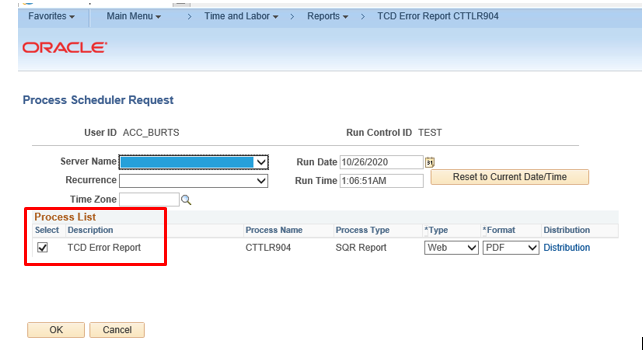 Favorites Main Menu > Time and Labor > Reports > TCD Error Report CTTLR904
ORACLE'
Process Scheduler Request
User ID ACC_BURTS Run Control ID TEST
Server Name Run Date 10/26/2020 31
Recurrence Run Time 1:06:51AM Reset to Current Date/Time
Time Zone
Process List
Select Description Process Name Process Type *Type *Format Distribution
TCD Error Report CTTLR904 SQR Report Web PDF Distribution
OK Cancel